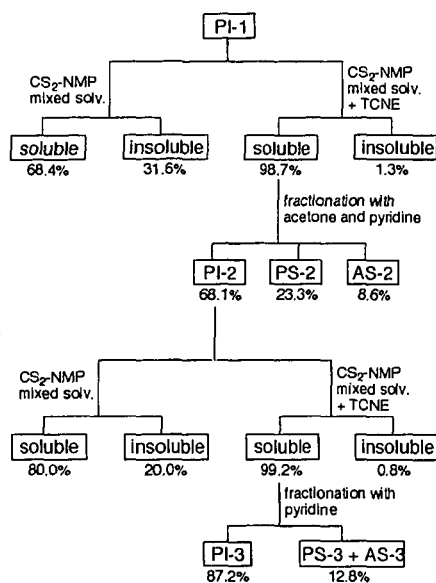 PI-1
CS2-NMP
mixed solv.
CS2-NMP
mixed solv.
+ TCNE
soluble
insoluble
soluble
insoluble
68.4%
31.6%
98.7%
1.3%
fractionation with
acetone and pyridine
PI-2
PS-2
AS-2
68.1%
23.3%
8.6%
CS2-NMP
mixed solv.
CS2-NMP
mixed solv.
+ TCNE
soluble
insoluble
soluble
insoluble
80.0%
20.0%
99.2%
0.8%
fractionation with
pyridine
PI-3
PS-3 + AS-3
87.2%
12.8%